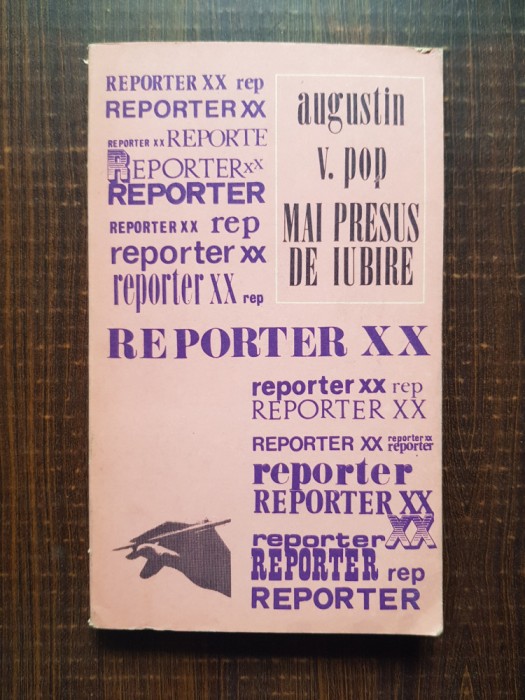 REPORTER XX rep
REPORTER XX
REPORTER XX REPORTE
REPORTER XX
REPORTER
REPORTER XX rep
reporter XX
reporter XX rep
augustin
v. pop
MAI PRESUS
DE IUBIRE
REPORTER XX
reporter xx rep
REPORTER XX
REPORTER XX reporter xx
reporter
reporter
REPORTER XX
reporter XX
REPORTER rep
REPORTER